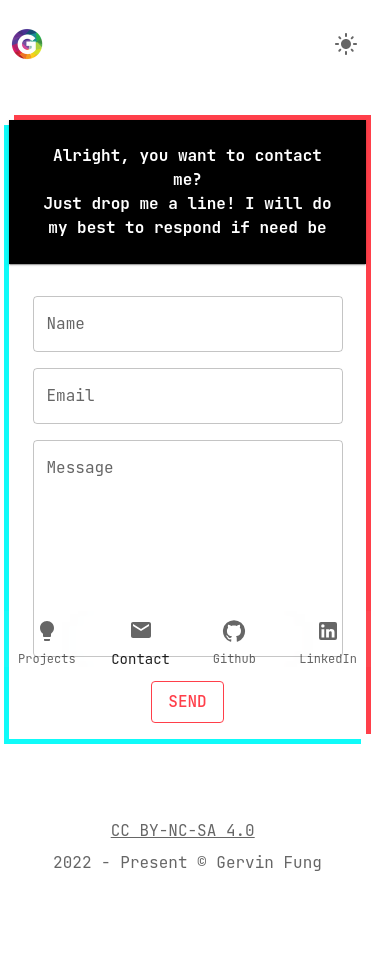 G
Alright, you want to contact
me?
Just drop me a line! I will do
my best to respond if need be
Name
Email
Message
Projects Contact Github LinkedIn
SEND
CC BY-NC-SA 4.0
2022 - Present © Gervin Fung